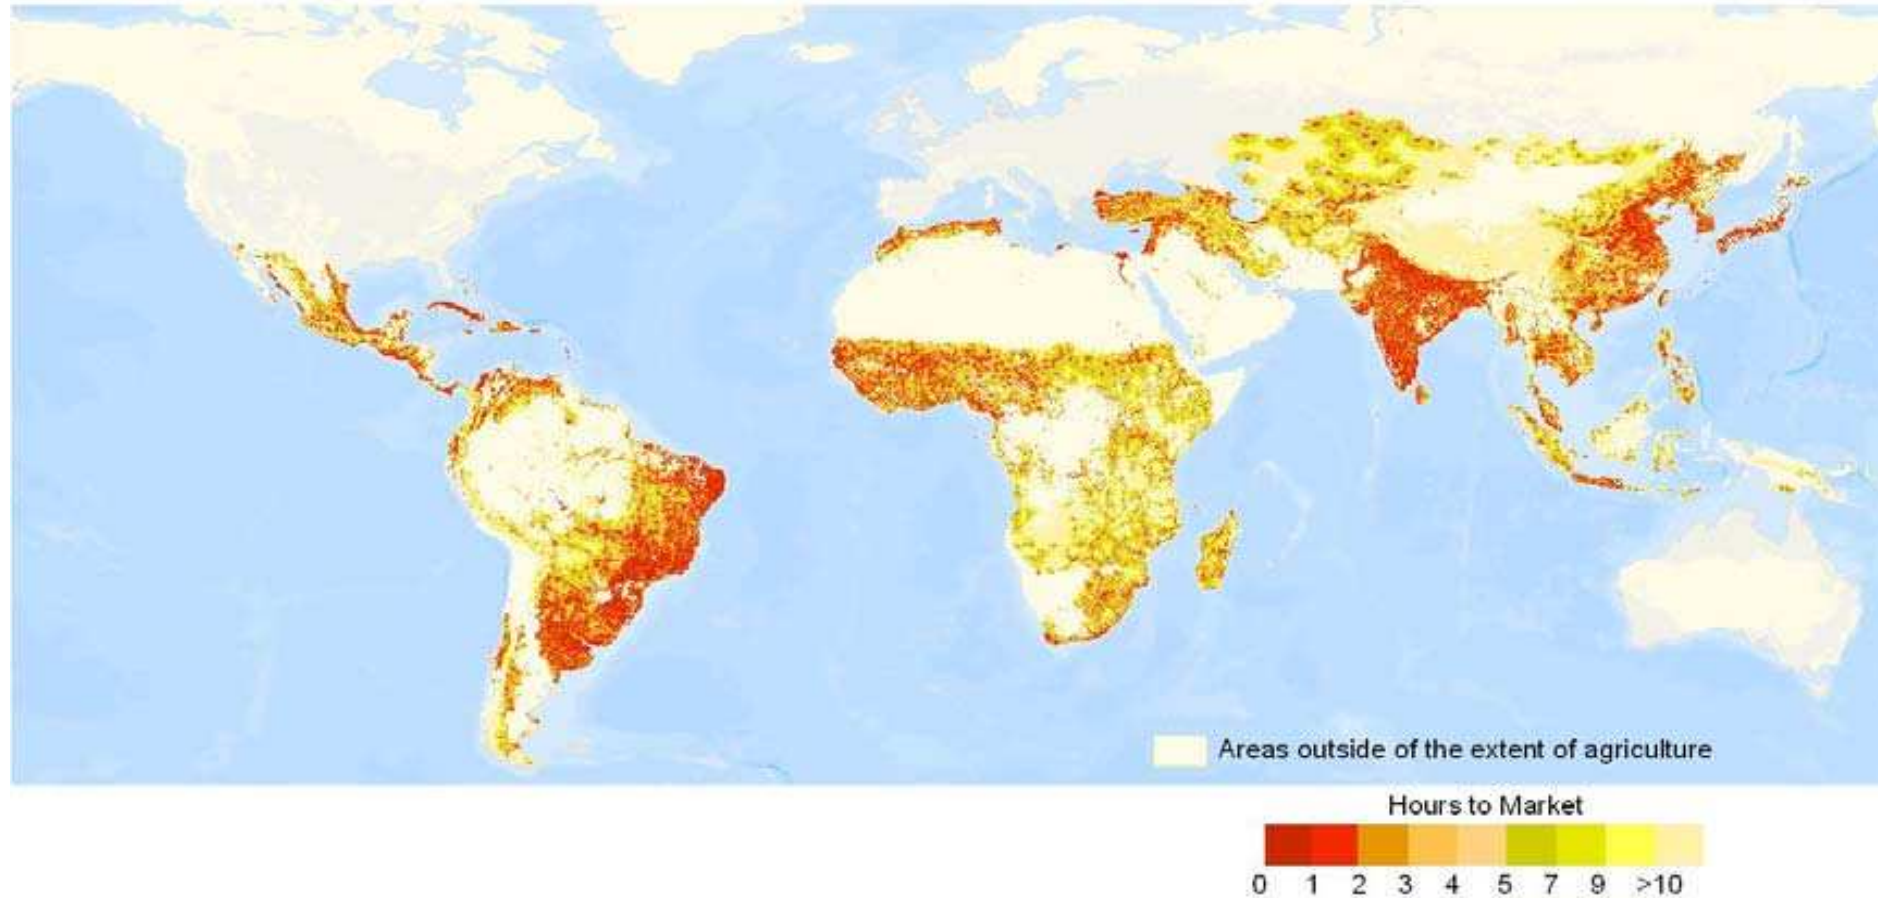 Areas outside of the extent of agriculture
Hours to Market
0 1 2 3 4 5 7 9 >10